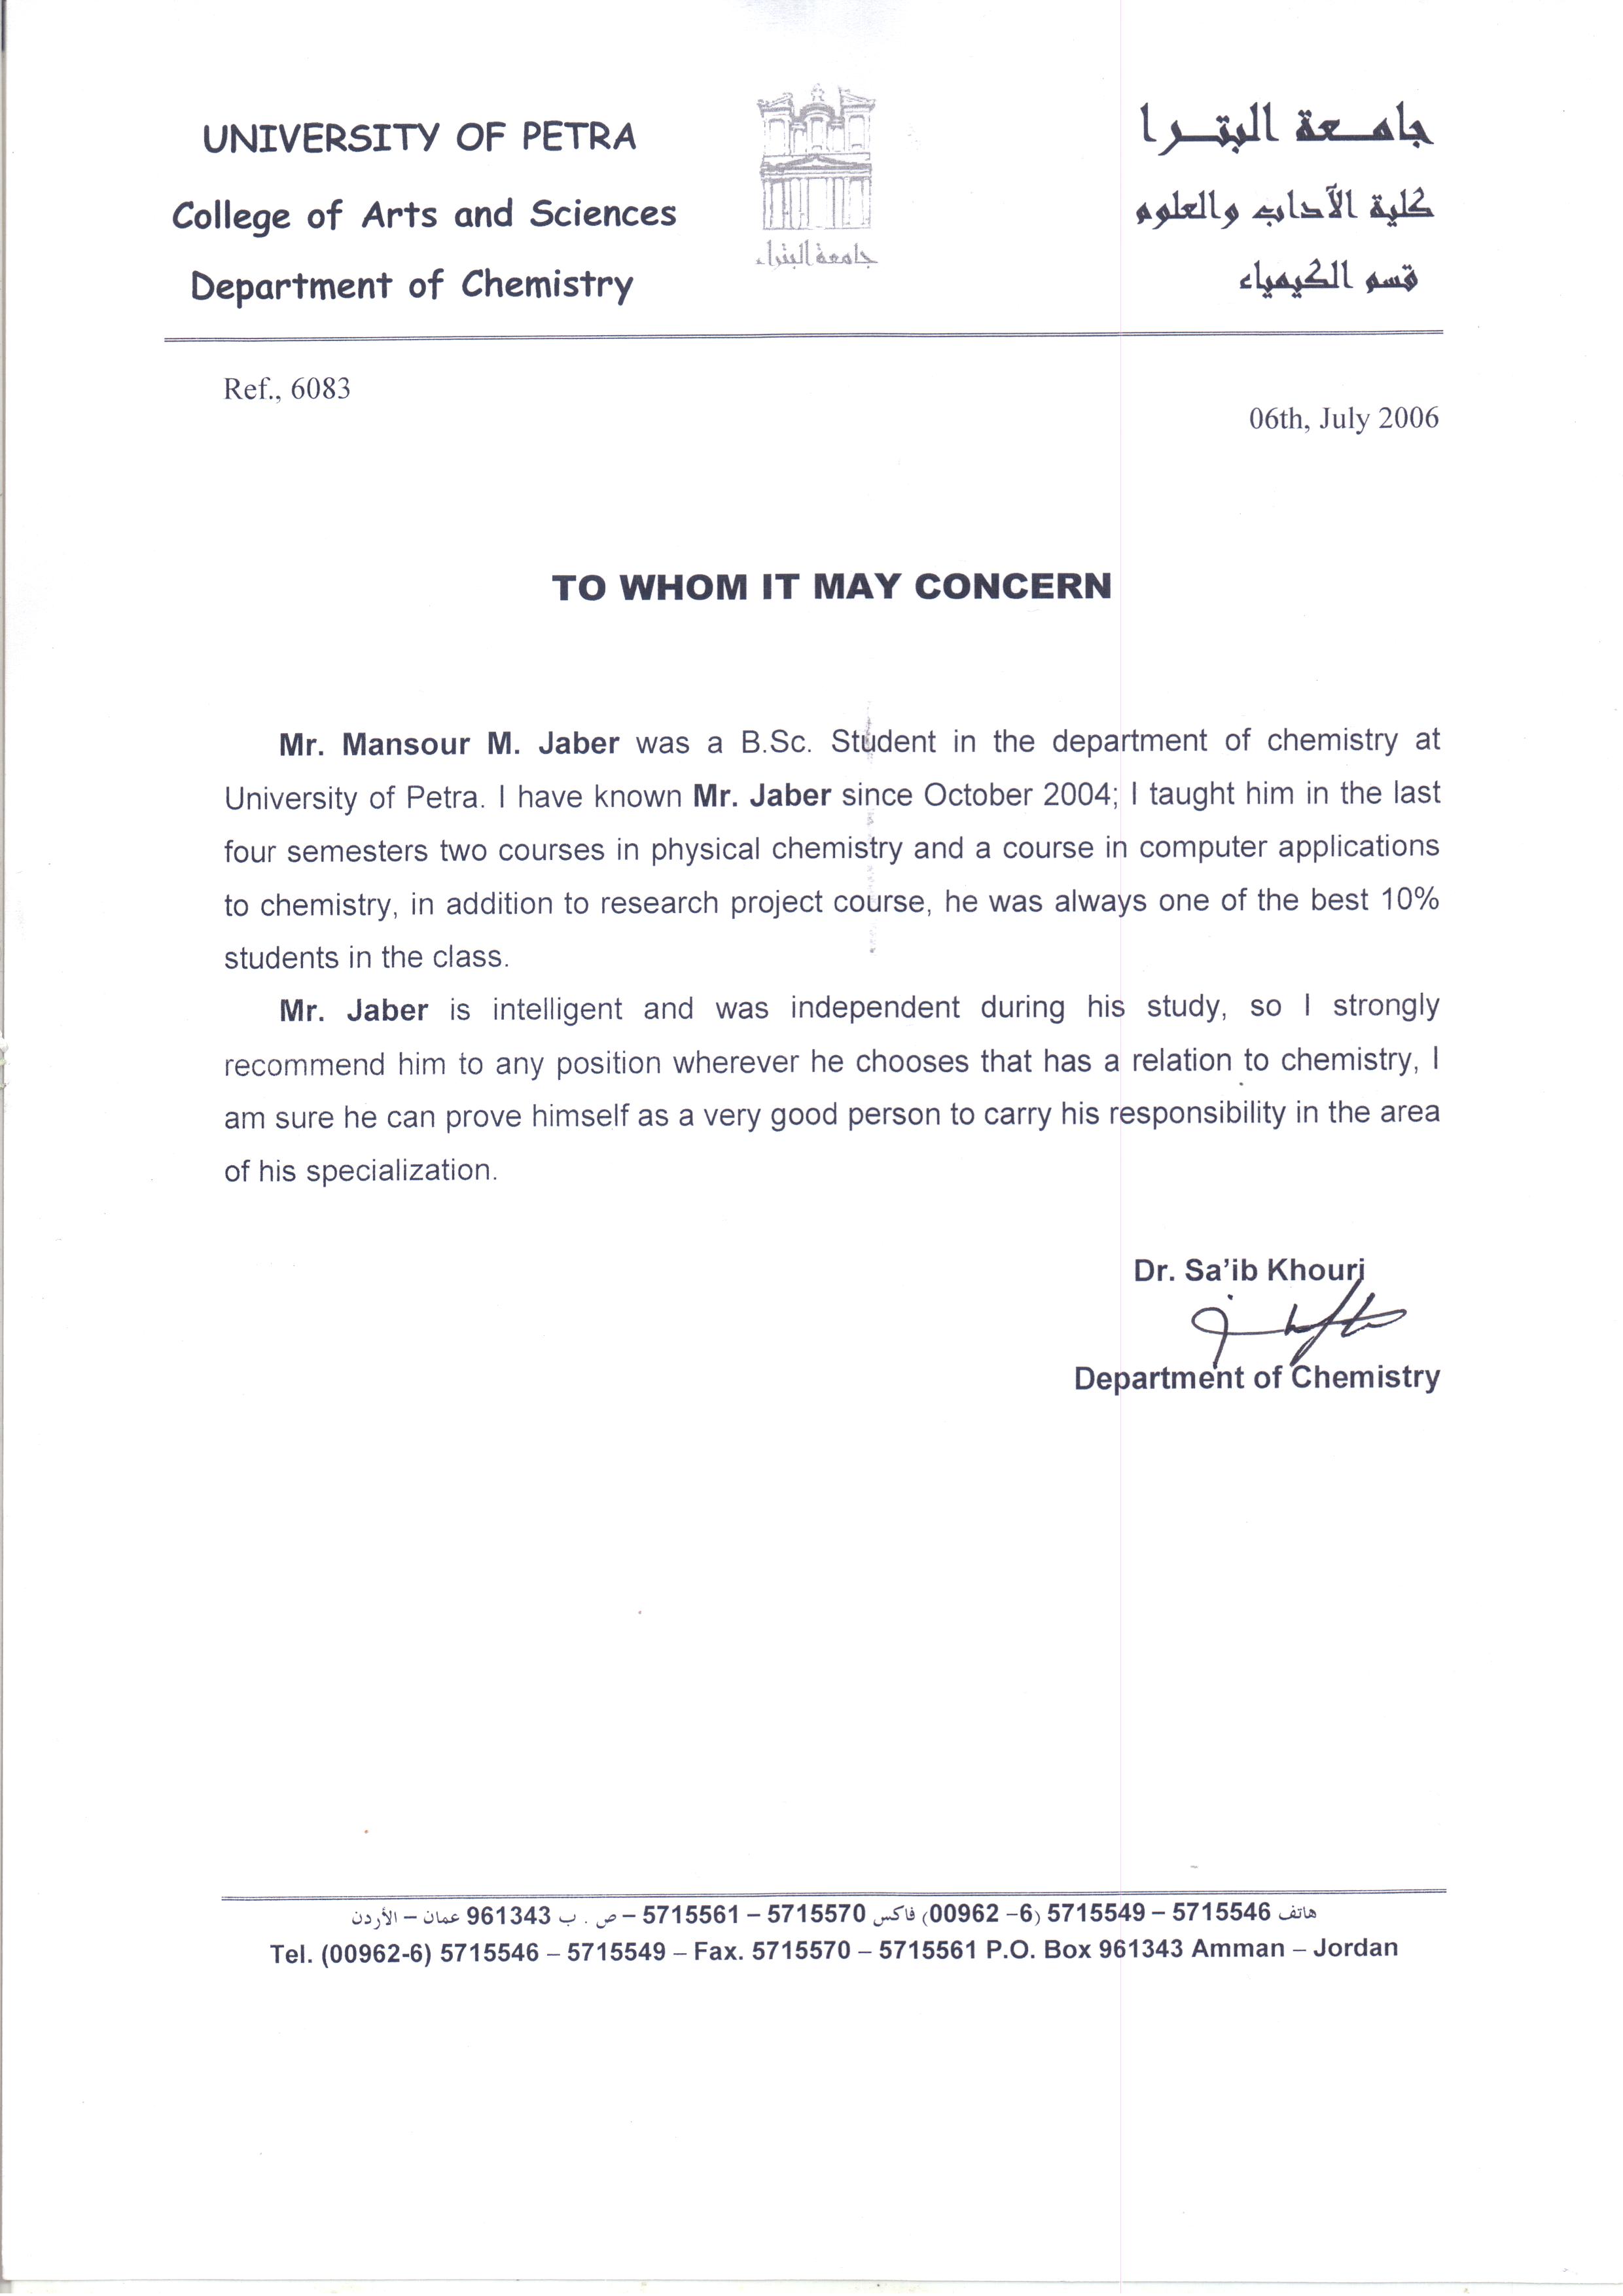 UNIVERSITY OF PETRA
College of Arts and Sciences
Department of Chemistry
جامعة البتراء
جامعة البترا
كلية الآداب والعلوم
قسم الكيمياء
Ref., 6083
06th, July 2006
TO WHOM IT MAY CONCERN
Mr. Mansour M. Jaber was a B.Sc. Student in the department of chemistry at
University of Petra. I have known Mr. Jaber since October 2004; I taught him in the last
four semesters two courses in physical chemistry and a course in computer applications
to chemistry, in addition to research project course, he was always one of the best 10%
students in the class.
Mr. Jaber is intelligent and was independent during his study, so I strongly
recommend him to any position wherever he chooses that has a relation to chemistry, I
am sure he can prove himself as a very good person to carry his responsibility in the area
of his specialization.
Dr. Sa'ib Khouri
Department of Chemistry
هاتف 5715546 – 5715549 (6– 00962) فاكس 5715570 – 5715561 – ص . ب 961343 عمان – الأردن
Tel. (00962-6) 5715546 – 5715549 – Fax. 5715570 – 5715561 P.O. Box 961343 Amman – Jordan